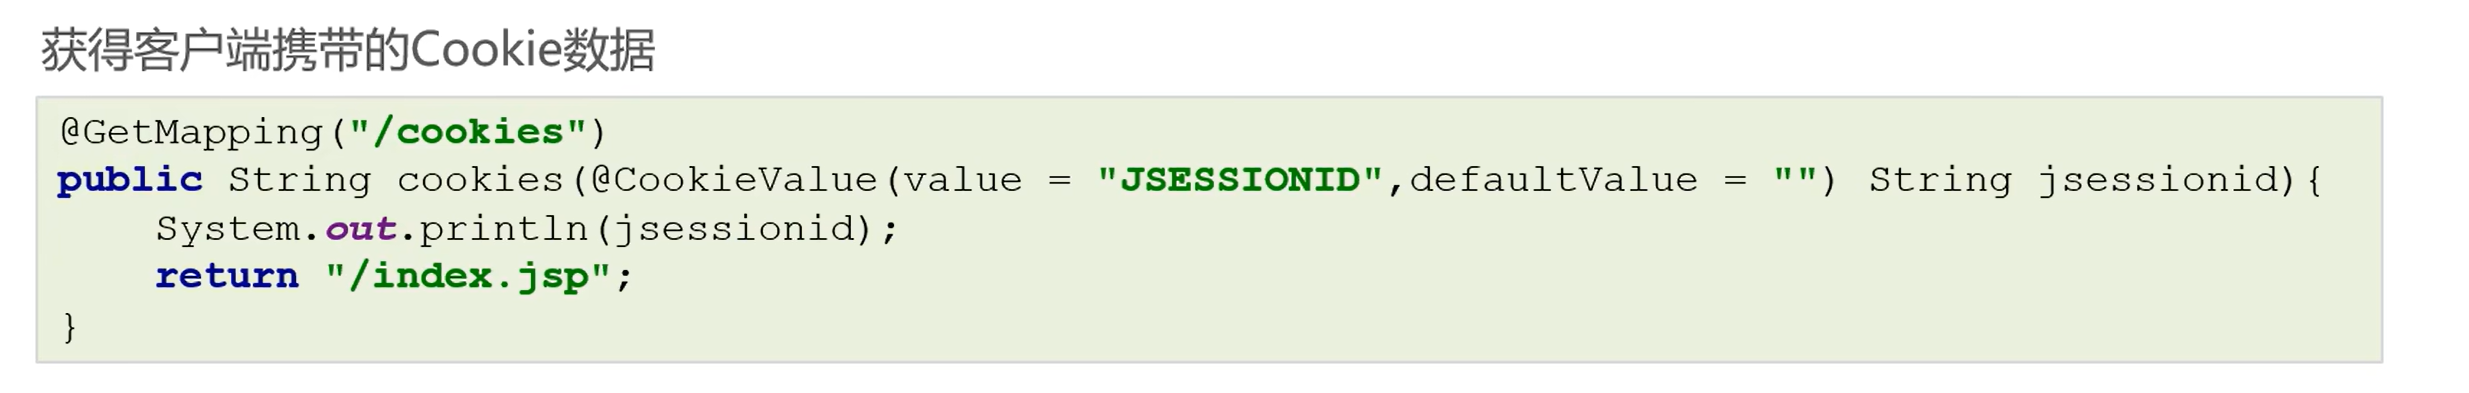 获得客户端携带的Cookie数据
@GetMapping("/cookies")
public String cookies(@CookieValue(value = "JSESSIONID",defaultValue = "") String jsessionid){
    System.out.println(jsessionid);
    return "/index.jsp";
}